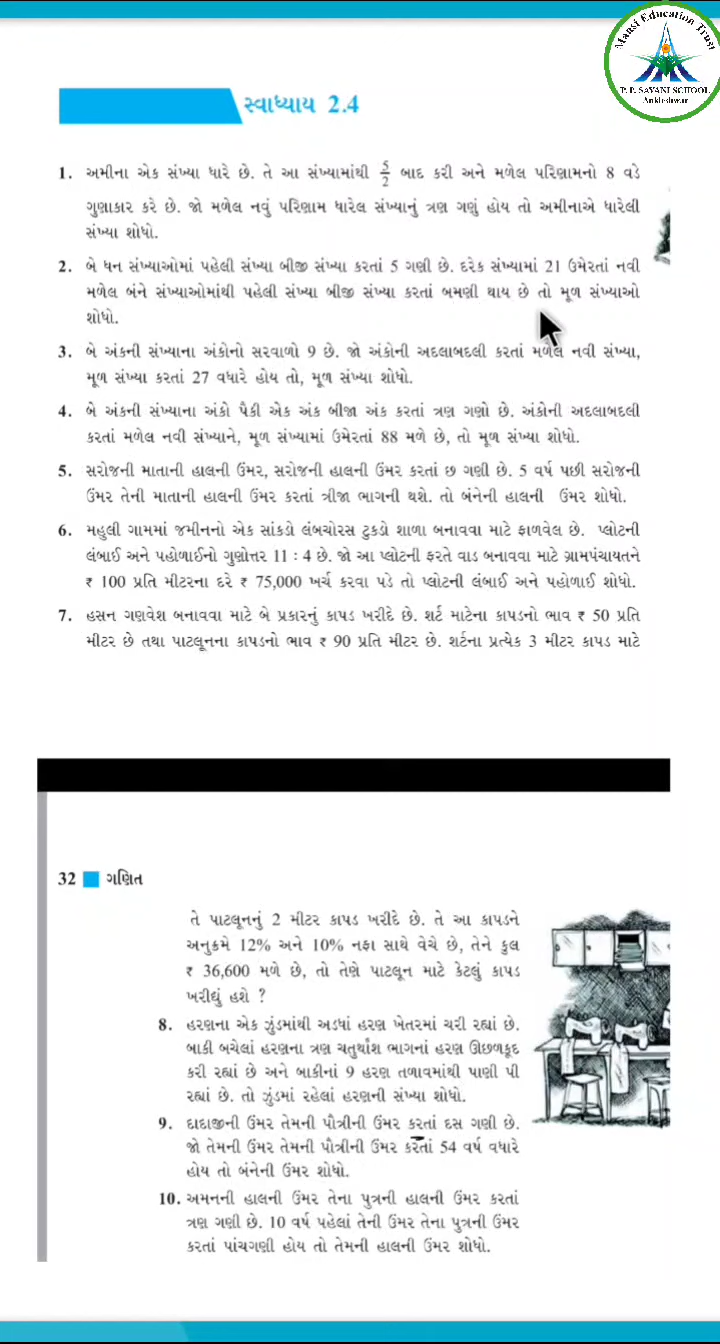 Mansi Education Trust
P. P. SAVANI SCHOOL
Ankleshwar
સ્વાધ્યાય 2.4
1. અમીના એક સંખ્યા ધારે છે. તે આ સંખ્યામાંથી 5/2 બાદ કરી અને મળેલ પરિણામનો 8 વડે
ગુણાકાર કરે છે. જો મળેલ નવું પરિણામ ધારેલ સંખ્યાનું ત્રણ ગણું હોય તો અમીનાએ ધારેલી
સંખ્યા શોધો.
2. બે ધન સંખ્યાઓમાં પહેલી સંખ્યા બીજી સંખ્યા કરતાં 5 ગણી છે. દરેક સંખ્યામાં 21 ઉમેરતાં નવી
મળેલ બંને સંખ્યાઓમાંથી પહેલી સંખ્યા બીજી સંખ્યા કરતાં બમણી થાય છે તો મૂળ સંખ્યાઓ
શોધો.
3. બે અંકની સંખ્યાના અંકોનો સરવાળો 9 છે. જો અંકોની અદલાબદલી કરતાં મળેલ નવી સંખ્યા,
મૂળ સંખ્યા કરતાં 27 વધારે હોય તો, મૂળ સંખ્યા શોધો.
4. બે અંકની સંખ્યાના અંકો પૈકી એક અંક બીજા અંક કરતાં ત્રણ ગણો છે. અંકોની અદલાબદલી
કરતાં મળેલ નવી સંખ્યાને, મૂળ સંખ્યામાં ઉમેરતાં 88 મળે છે, તો મૂળ સંખ્યા શોધો.
5. સરોજની માતાની હાલની ઉંમર, સરોજની હાલની ઉંમર કરતાં છ ગણી છે. 5 વર્ષ પછી સરોજની
ઉંમર તેની માતાની હાલની ઉંમર કરતાં ત્રીજા ભાગની થશે. તો બંનેની હાલની ઉંમર શોધો.
6. મહુલી ગામમાં જમીનનો એક સાંકડો લંબચોરસ ટુકડો શાળા બનાવવા માટે ફાળવેલ છે. પ્લોટની
લંબાઈ અને પહોળાઈનો ગુણોત્તર 11 : 4 છે. જો આ પ્લોટની ફરતે વાડ બનાવવા માટે ગ્રામપંચાયતને
₹ 100 પ્રતિ મીટરના દરે ₹ 75,000 ખર્ચ કરવા પડે તો પ્લોટની લંબાઈ અને પહોળાઈ શોધો.
7. હસન ગણવેશ બનાવવા માટે બે પ્રકારનું કાપડ ખરીદે છે. શર્ટ માટેના કાપડનો ભાવ ₹ 50 પ્રતિ
મીટર છે તથા પાટલૂનના કાપડનો ભાવ ₹ 90 પ્રતિ મીટર છે. શર્ટના પ્રત્યેક 3 મીટર કાપડ માટે
32 ગણિત
તે પાટલૂનનું 2 મીટર કાપડ ખરીદે છે. તે આ કાપડને
અનુક્રમે 12% અને 10% નફા સાથે વેચે છે, તેને કુલ
₹ 36,600 મળે છે, તો તેણે પાટલૂન માટે કેટલું કાપડ
ખરીદ્યું હશે ?
8. હરણના એક ઝુંડમાંથી અડધાં હરણ ખેતરમાં ચરી રહ્યાં છે.
બાકી બચેલાં હરણના ત્રણ ચતુર્થાંશ ભાગનાં હરણ ઊછળકૂદ
કરી રહ્યાં છે અને બાકીનાં 9 હરણ તળાવમાંથી પાણી પી
રહ્યાં છે. તો ઝુંડમાં રહેલાં હરણની સંખ્યા શોધો.
9. દાદાજીની ઉંમર તેમની પૌત્રીની ઉંમર કરતાં દસ ગણી છે.
જો તેમની ઉંમર તેમની પૌત્રીની ઉંમર કરતાં 54 વર્ષ વધારે
હોય તો બંનેની ઉંમર શોધો.
10. અમનની હાલની ઉંમર તેના પુત્રની હાલની ઉંમર કરતાં
ત્રણ ગણી છે. 10 વર્ષ પહેલાં તેની ઉંમર તેના પુત્રની ઉંમર
કરતાં પાંચગણી હોય તો તેમની હાલની ઉંમર શોધો.